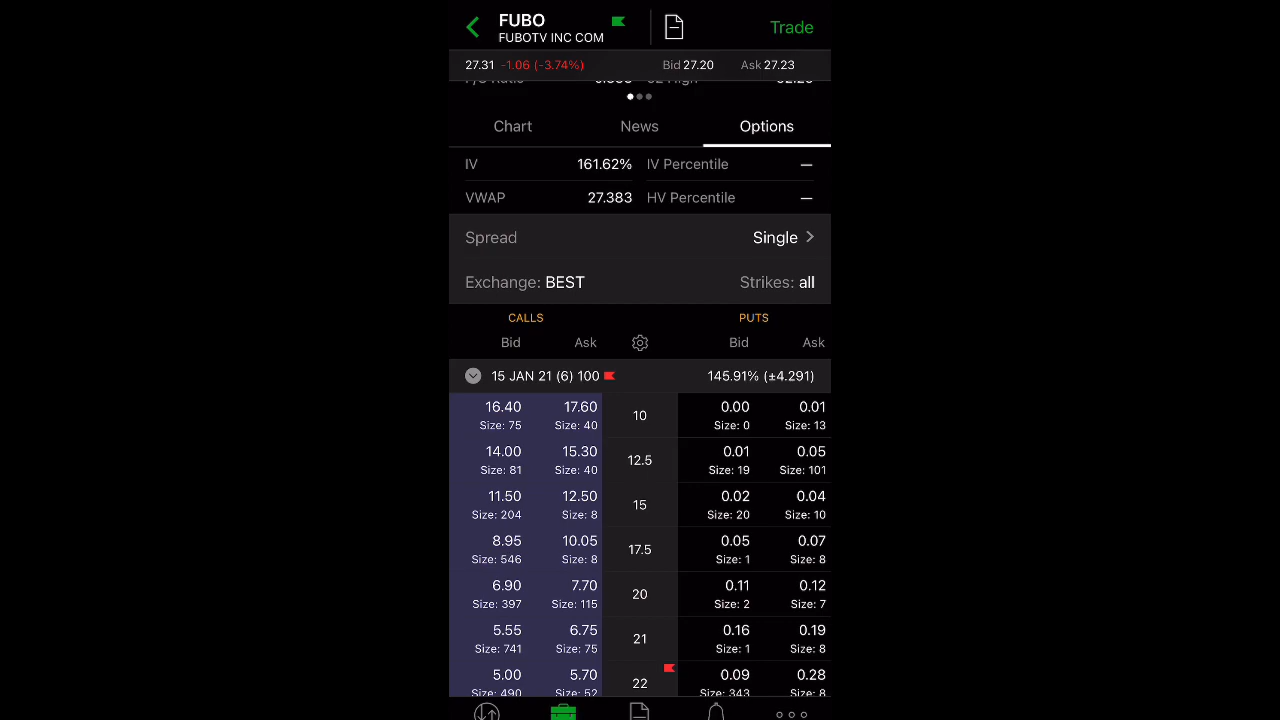 FUBO
FUBOTV INC COM
Trade
27.31 -1.06 (-3.74%) Bid 27.20 Ask 27.23
Chart News Options
IV 161.62% IV Percentile —
VWAP 27.383 HV Percentile —
Spread Single
Exchange: BEST Strikes: all
CALLS PUTS
Bid Ask Bid Ask
15 JAN 21 (6) 100 145.91% (±4.291)
16.40 17.60 10 0.00 0.01
Size: 75 Size: 40 Size: 0 Size: 13
14.00 15.30 12.5 0.01 0.05
Size: 81 Size: 40 Size: 19 Size: 101
11.50 12.50 15 0.02 0.04
Size: 204 Size: 8 Size: 20 Size: 10
8.95 10.05 17.5 0.05 0.07
Size: 546 Size: 8 Size: 1 Size: 8
6.90 7.70 20 0.11 0.12
Size: 397 Size: 115 Size: 2 Size: 7
5.55 6.75 21 0.16 0.19
Size: 741 Size: 75 Size: 1 Size: 8
5.00 5.70 22 0.09 0.28
Size: 490 Size: 52 Size: 343 Size: 8